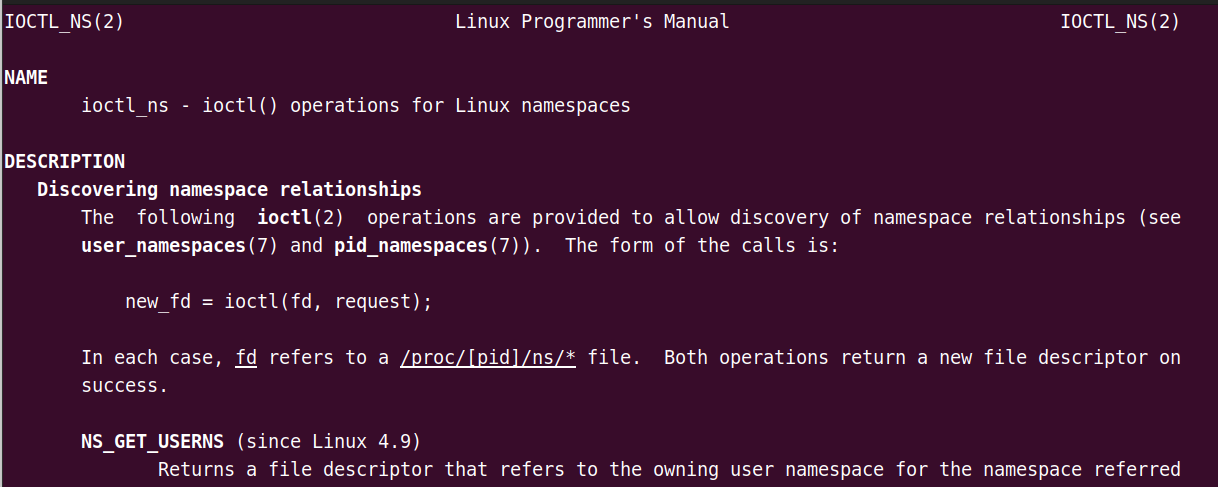 IOCTL_NS(2) Linux Programmer's Manual IOCTL_NS(2)
NAME
ioctl_ns - ioctl() operations for Linux namespaces
DESCRIPTION
Discovering namespace relationships
The following ioctl(2) operations are provided to allow discovery of namespace relationships (see
user_namespaces(7) and pid_namespaces(7)). The form of the calls is:
new_fd = ioctl(fd, request);
In each case, fd refers to a /proc/[pid]/ns/* file. Both operations return a new file descriptor on
success.
NS_GET_USERNS (since Linux 4.9)
Returns a file descriptor that refers to the owning user namespace for the namespace referred